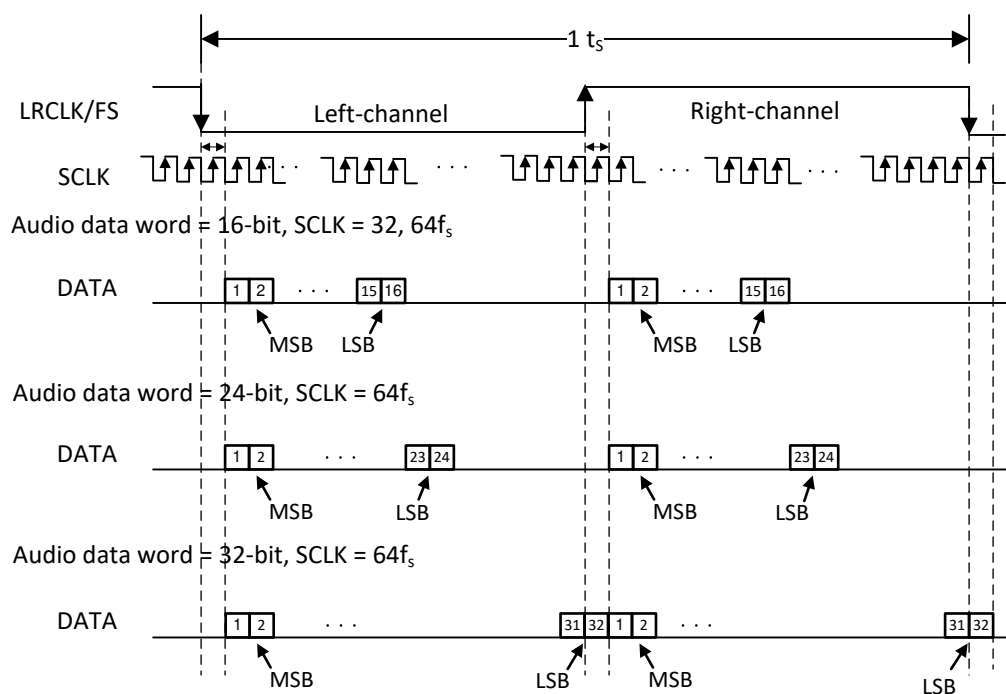 1 tS
LRCLK/FS
Left-channel
Right-channel
SCLK
. . .
. . .
. . .
. . .
Audio data word = 16-bit, SCLK = 32, 64fs
DATA
1 2 . . . 15 16 1 2 . . . 15 16
MSB LSB MSB LSB
Audio data word = 24-bit, SCLK = 64fs
DATA
1 2 . . . 23 24 1 2 . . . 23 24
MSB LSB MSB LSB
Audio data word = 32-bit, SCLK = 64fs
DATA
1 2 . . . 31 32 1 2 . . . 31 32
MSB LSB MSB LSB